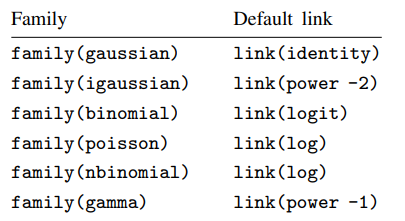 Family Default link
family(gaussian) link(identity)
family(igaussian) link(power -2)
family(binomial) link(logit)
family(poisson) link(log)
family(nbinomial) link(log)
family(gamma) link(power -1)